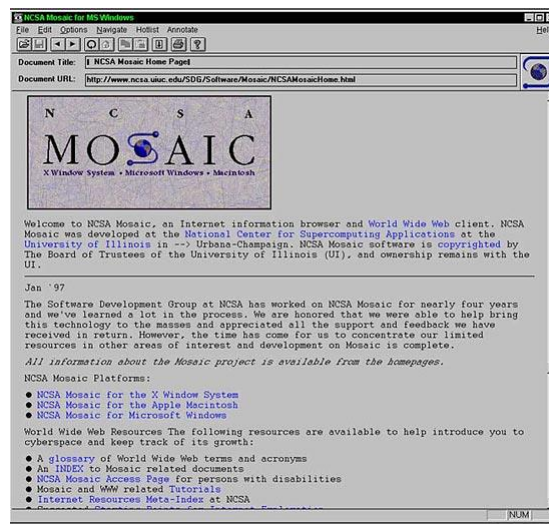 NCSA Mosaic for MS Windows
File Edit Options Navigate Hotlist Annotate Hel
Document Title: NCSA Mosaic Home Page
Document URL: http://www.ncsa.uiuc.edu/SDG/Software/Mosaic/NCSAMosaicHome.html
N C S A
MOSAIC
X Window System • Microsoft Windows • Macintosh
Welcome to NCSA Mosaic, an Internet information browser and World Wide Web client. NCSA
Mosaic was developed at the National Center for Supercomputing Applications at the
University of Illinois in --> Urbana-Champaign. NCSA Mosaic software is copyrighted by
The Board of Trustees of the University of Illinois (UI), and ownership remains with the
UI.
Jan '97
The Software Development Group at NCSA has worked on NCSA Mosaic for nearly four years
and we've learned a lot in the process. We are honored that we were able to help bring
this technology to the masses and appreciated all the support and feedback we have
received in return. However, the time has come for us to concentrate our limited
resources in other areas of interest and development on Mosaic is complete.
All information about the Mosaic project is available from the homepages.
NCSA Mosaic Platforms:
● NCSA Mosaic for the X Window System
● NCSA Mosaic for the Apple Macintosh
● NCSA Mosaic for Microsoft Windows
World Wide Web Resources The following resources are available to help introduce you to
cyberspace and keep track of its growth:
● A glossary of World Wide Web terms and acronyms
● An INDEX to Mosaic related documents
● NCSA Mosaic Access Page for persons with disabilities
● Mosaic and WWW related Tutorials
● Internet Resources Meta-Index at NCSA
NUM